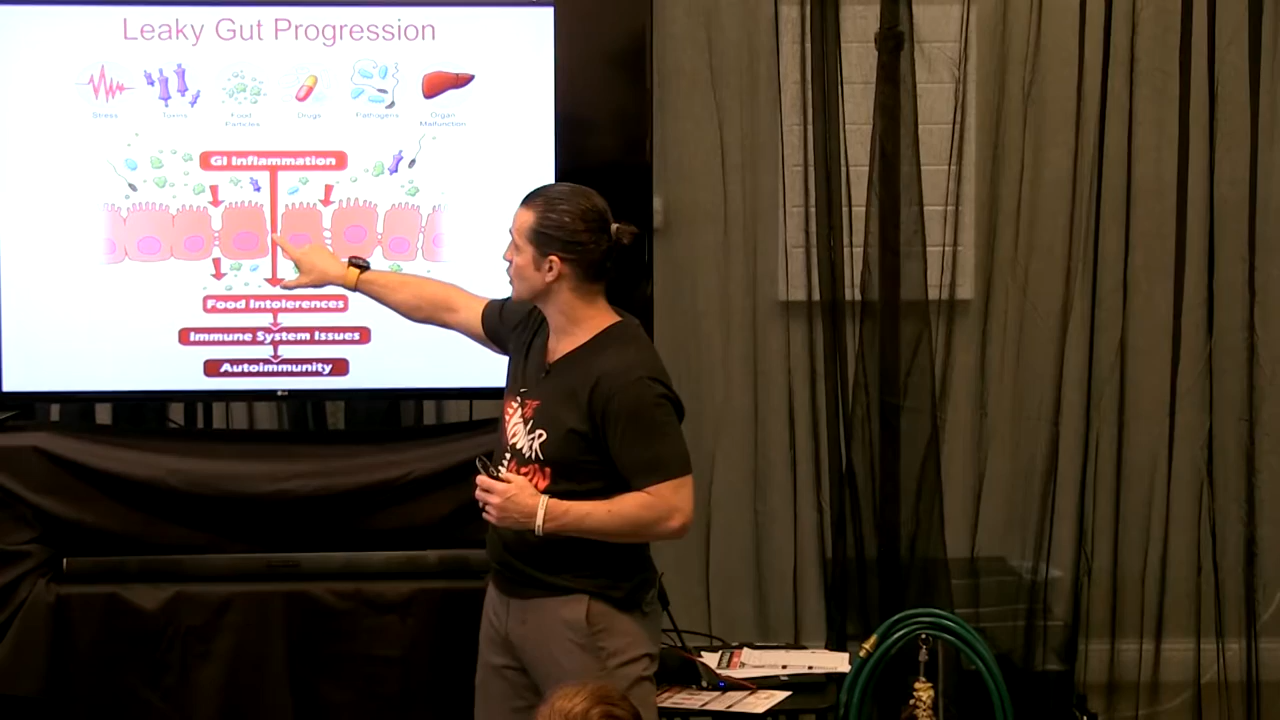 Leaky Gut Progression
Stress
Toxins
Food
Particles
Drugs
Pathogens
Organ
Malfunction
GI Inflammation
Food Intolerences
Immune System Issues
Autoimmunity
LG